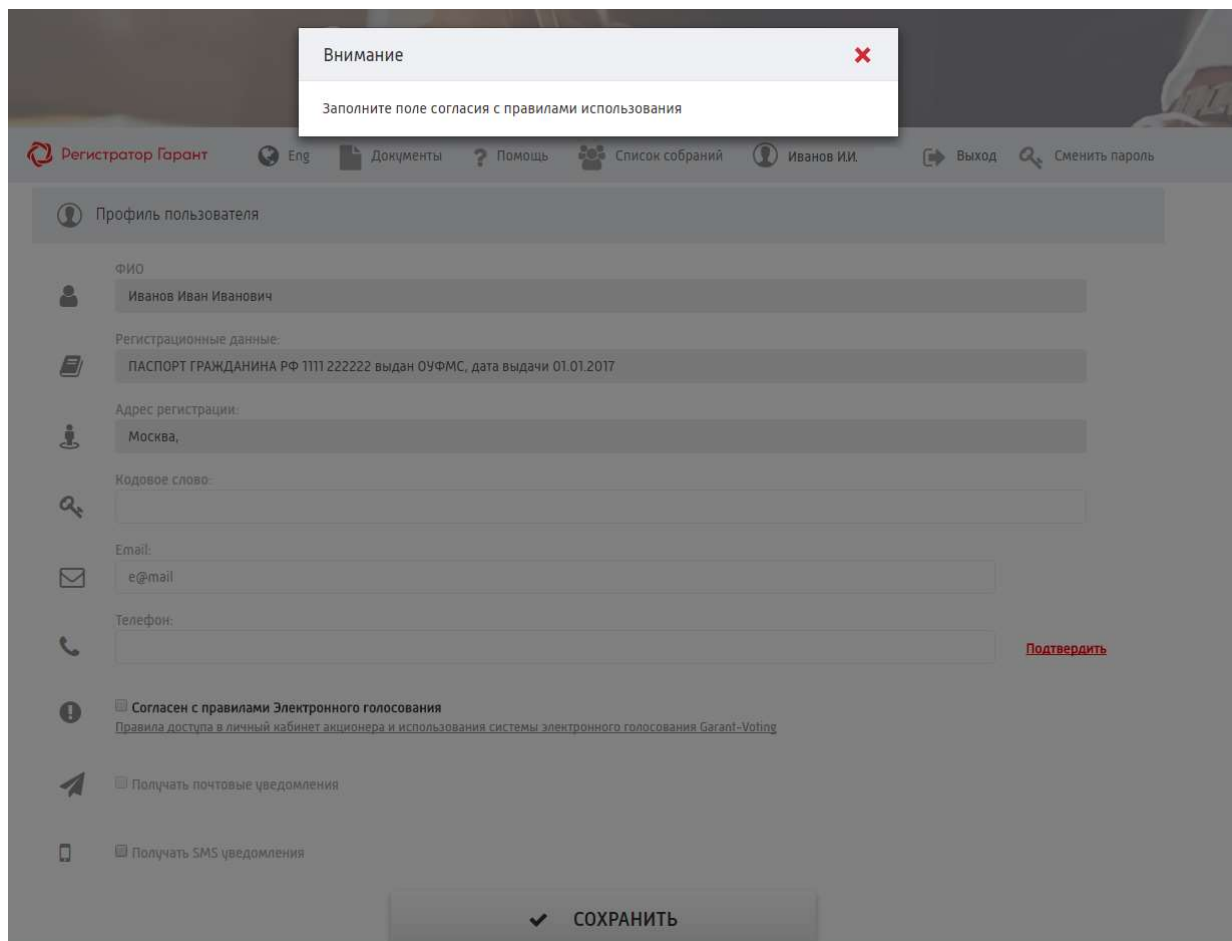 Внимание
Заполните поле согласия с правилами использования
Регистратор Гарант Eng Документы ? Помощь Список собраний Иванов И.И. Выход Сменить пароль
Профиль пользователя
ФИО
Иванов Иван Иванович
Регистрационные данные:
ПАСПОРТ ГРАЖДАНИНА РФ 1111 222222 выдан ОУФМС, дата выдачи 01.01.2017
Адрес регистрации:
Москва,
Кодовое слово:
Email:
e@mail
Телефон:
Подтвердить
Согласен с правилами Электронного голосования
Правила доступа в личный кабинет акционера и использования системы электронного голосования Garant-Voting
Получать почтовые уведомления
Получать SMS уведомления
СОХРАНИТЬ